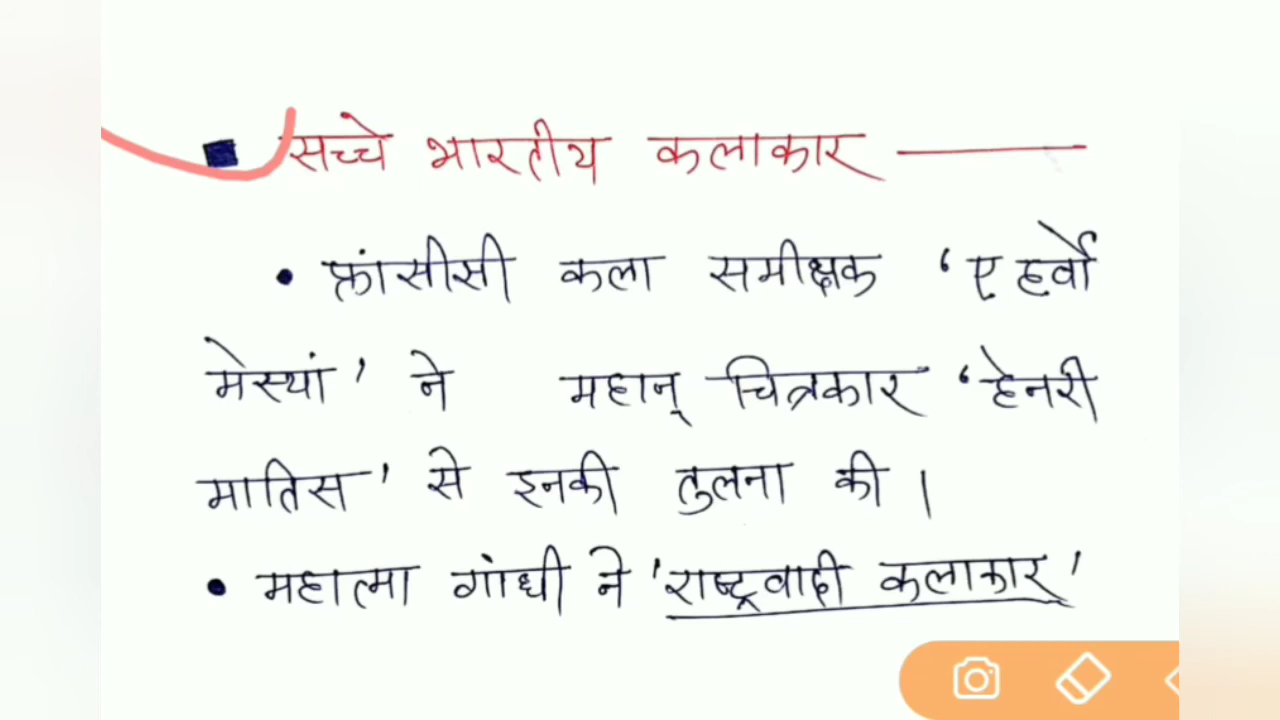 सच्चे भारतीय कलाकार —
• फ्रांसीसी कला समीक्षक 'ए हर्वो
मेस्यां' ने महान् चित्रकार 'हेनरी
मातिस' से इनकी तुलना की ।
• महात्मा गांधी ने 'राष्ट्रवादी कलाकार'